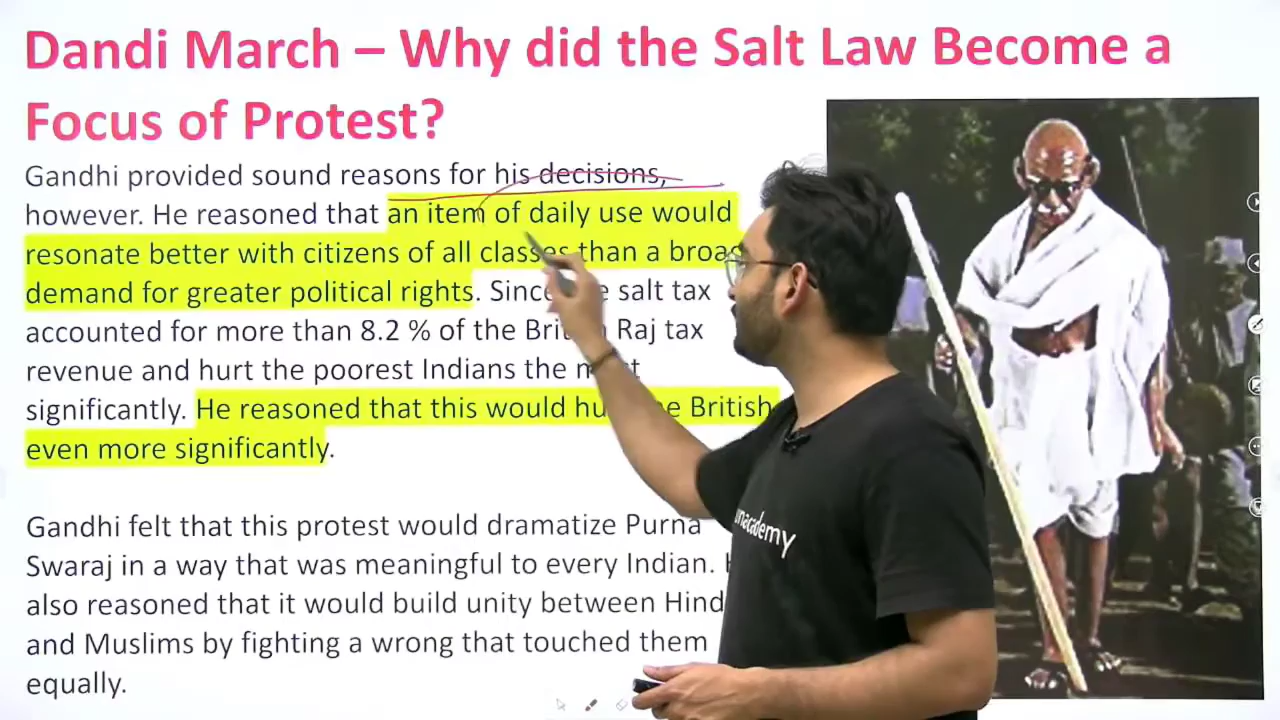 Dandi March – Why did the Salt Law Become a
Focus of Protest?
Gandhi provided sound reasons for his decisions,
however. He reasoned that an item of daily use would
resonate better with citizens of all classes than a
demand for greater political rights. salt tax
accounted for more than 8.2 % of the Raj tax
revenue and hurt the poorest Indians the
significantly. He reasoned that this would British
even more significantly.
Gandhi felt that this protest would dramatize Purna
Swaraj in a way that was meaningful to every Indian.
also reasoned that it would build unity between
and Muslims by fighting a wrong that touched them
equally.
unacademy